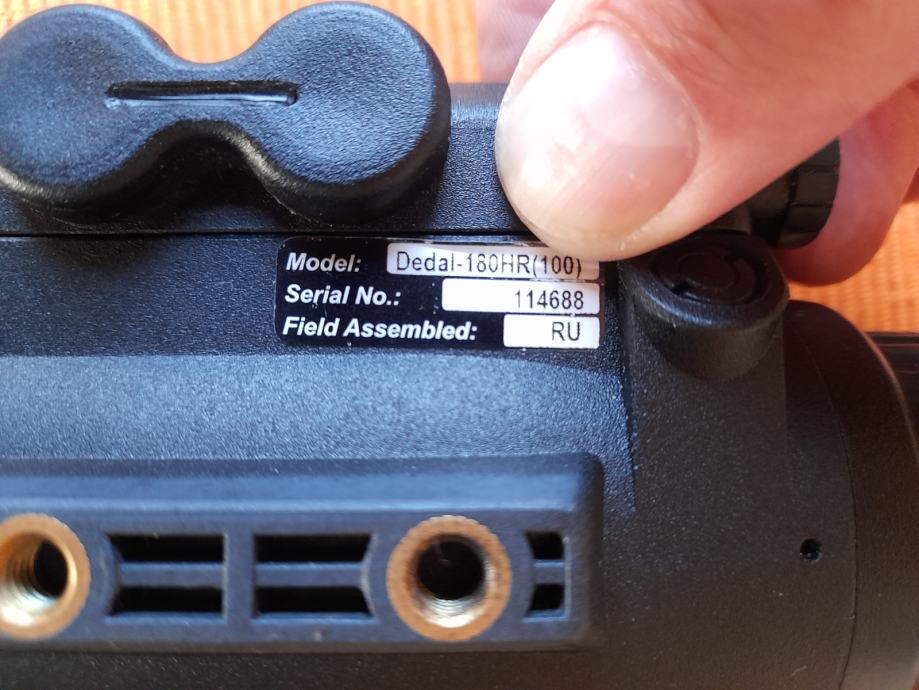 Model: Dedal-180HR(100)
Serial No.: 114688
Field Assembled: RU